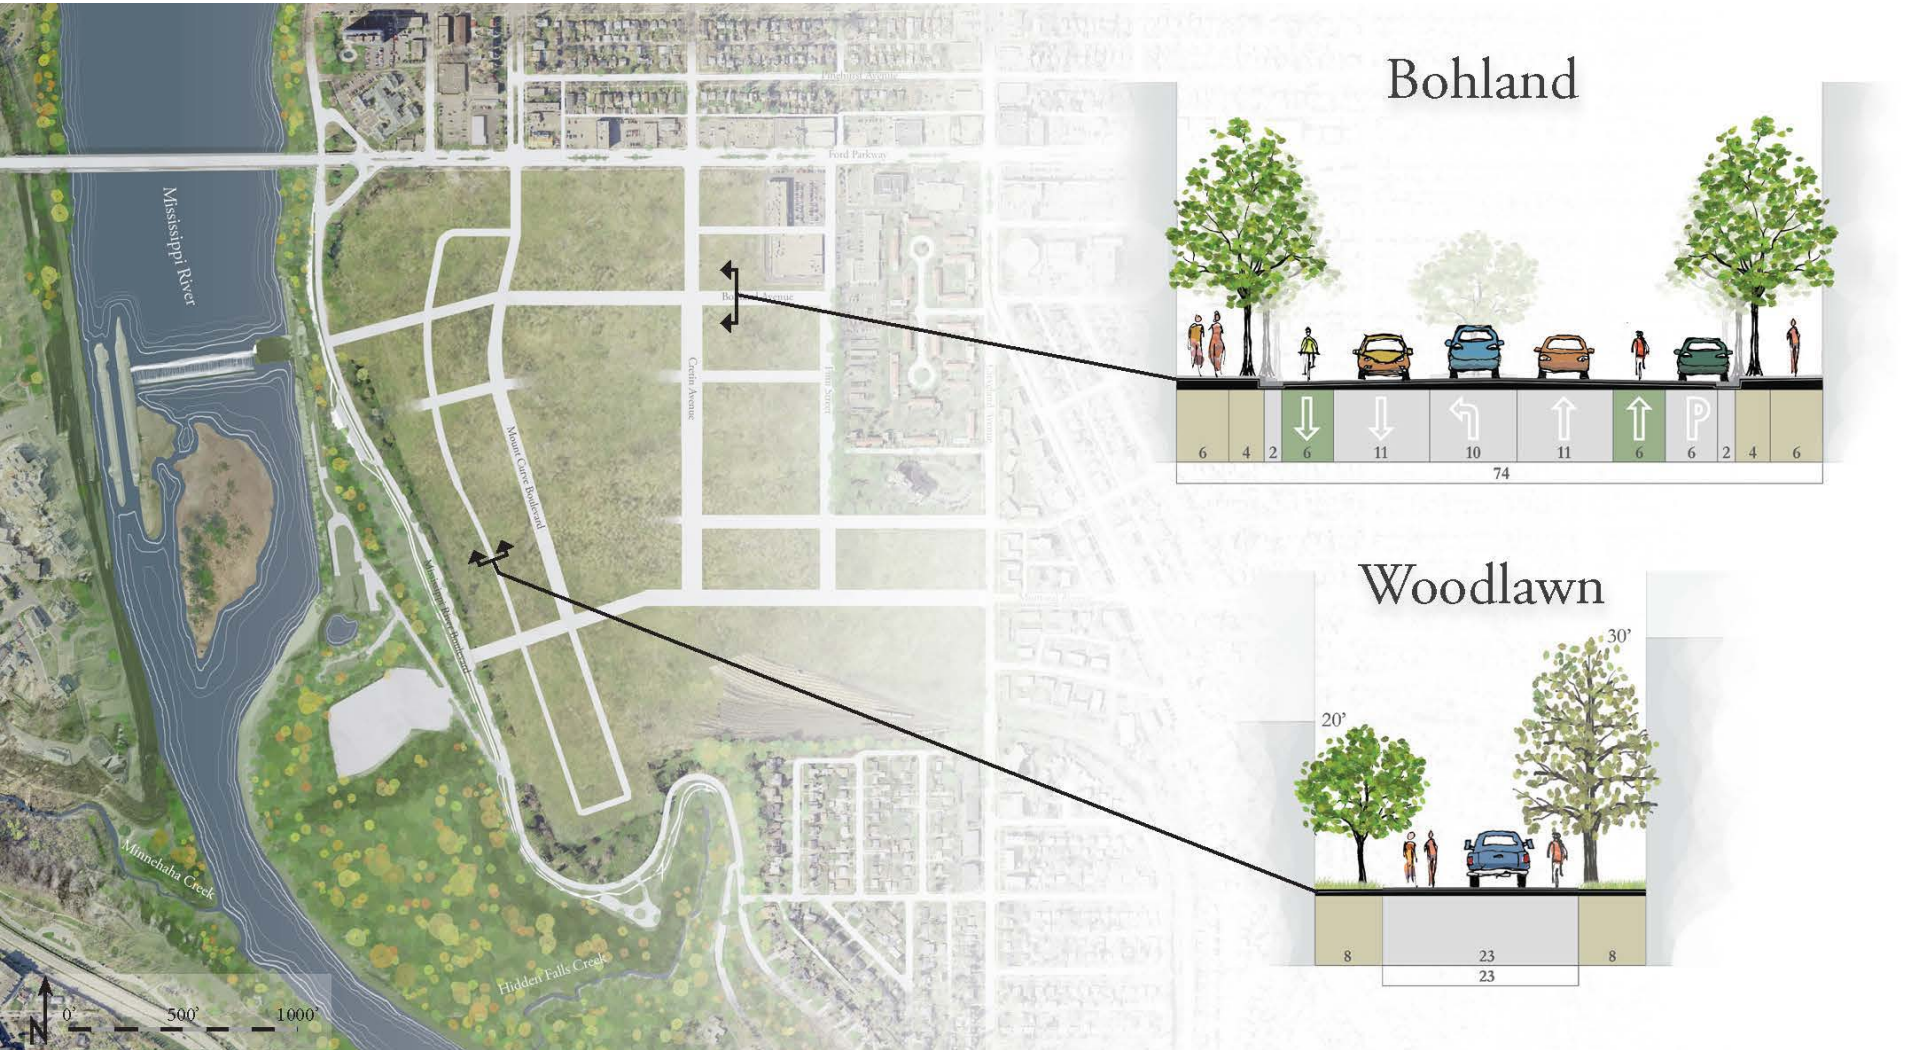 Bohland
Pinehurst Avenue
Ford Parkway
Mississippi River
Cretin Avenue
Mount Curve Boulevard
Mississippi River Boulevard
P
6 4 2 6 11 10 11 6 6 2 4 6
74
Woodlawn
30'
20'
8 23 8
23
Minnehaha Creek
Hidden Falls Creek
N
0' 500' 1000'